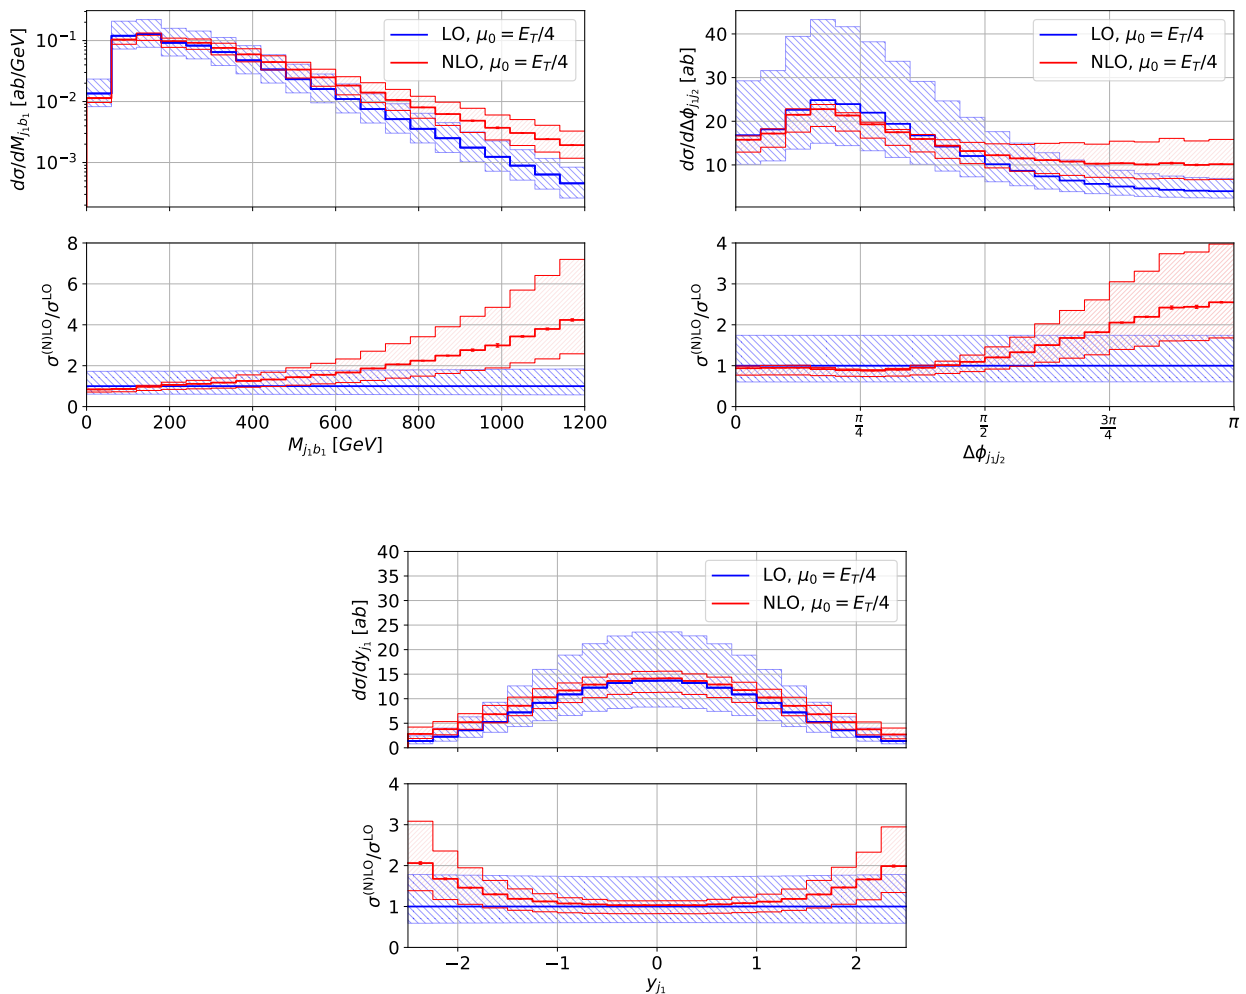 dσ/dM_{j₁b₁} [ab/GeV]
10⁻¹
10⁻²
10⁻³
LO, μ₀ = E_T/4
NLO, μ₀ = E_T/4
σ^{(N)LO}/σ^{LO}
8
6
4
2
0
0 200 400 600 800 1000 1200
M_{j₁b₁} [GeV]
dσ/dΔϕ_{j₁j₂} [ab]
40
30
20
10
LO, μ₀ = E_T/4
NLO, μ₀ = E_T/4
σ^{(N)LO}/σ^{LO}
4
3
2
1
0
0 π/4 π/2 3π/4 π
Δϕ_{j₁j₂}
dσ/dy_{j₁} [ab]
40
35
30
25
20
15
10
5
0
LO, μ₀ = E_T/4
NLO, μ₀ = E_T/4
σ^{(N)LO}/σ^{LO}
4
3
2
1
0
−2 −1 0 1 2
y_{j₁}